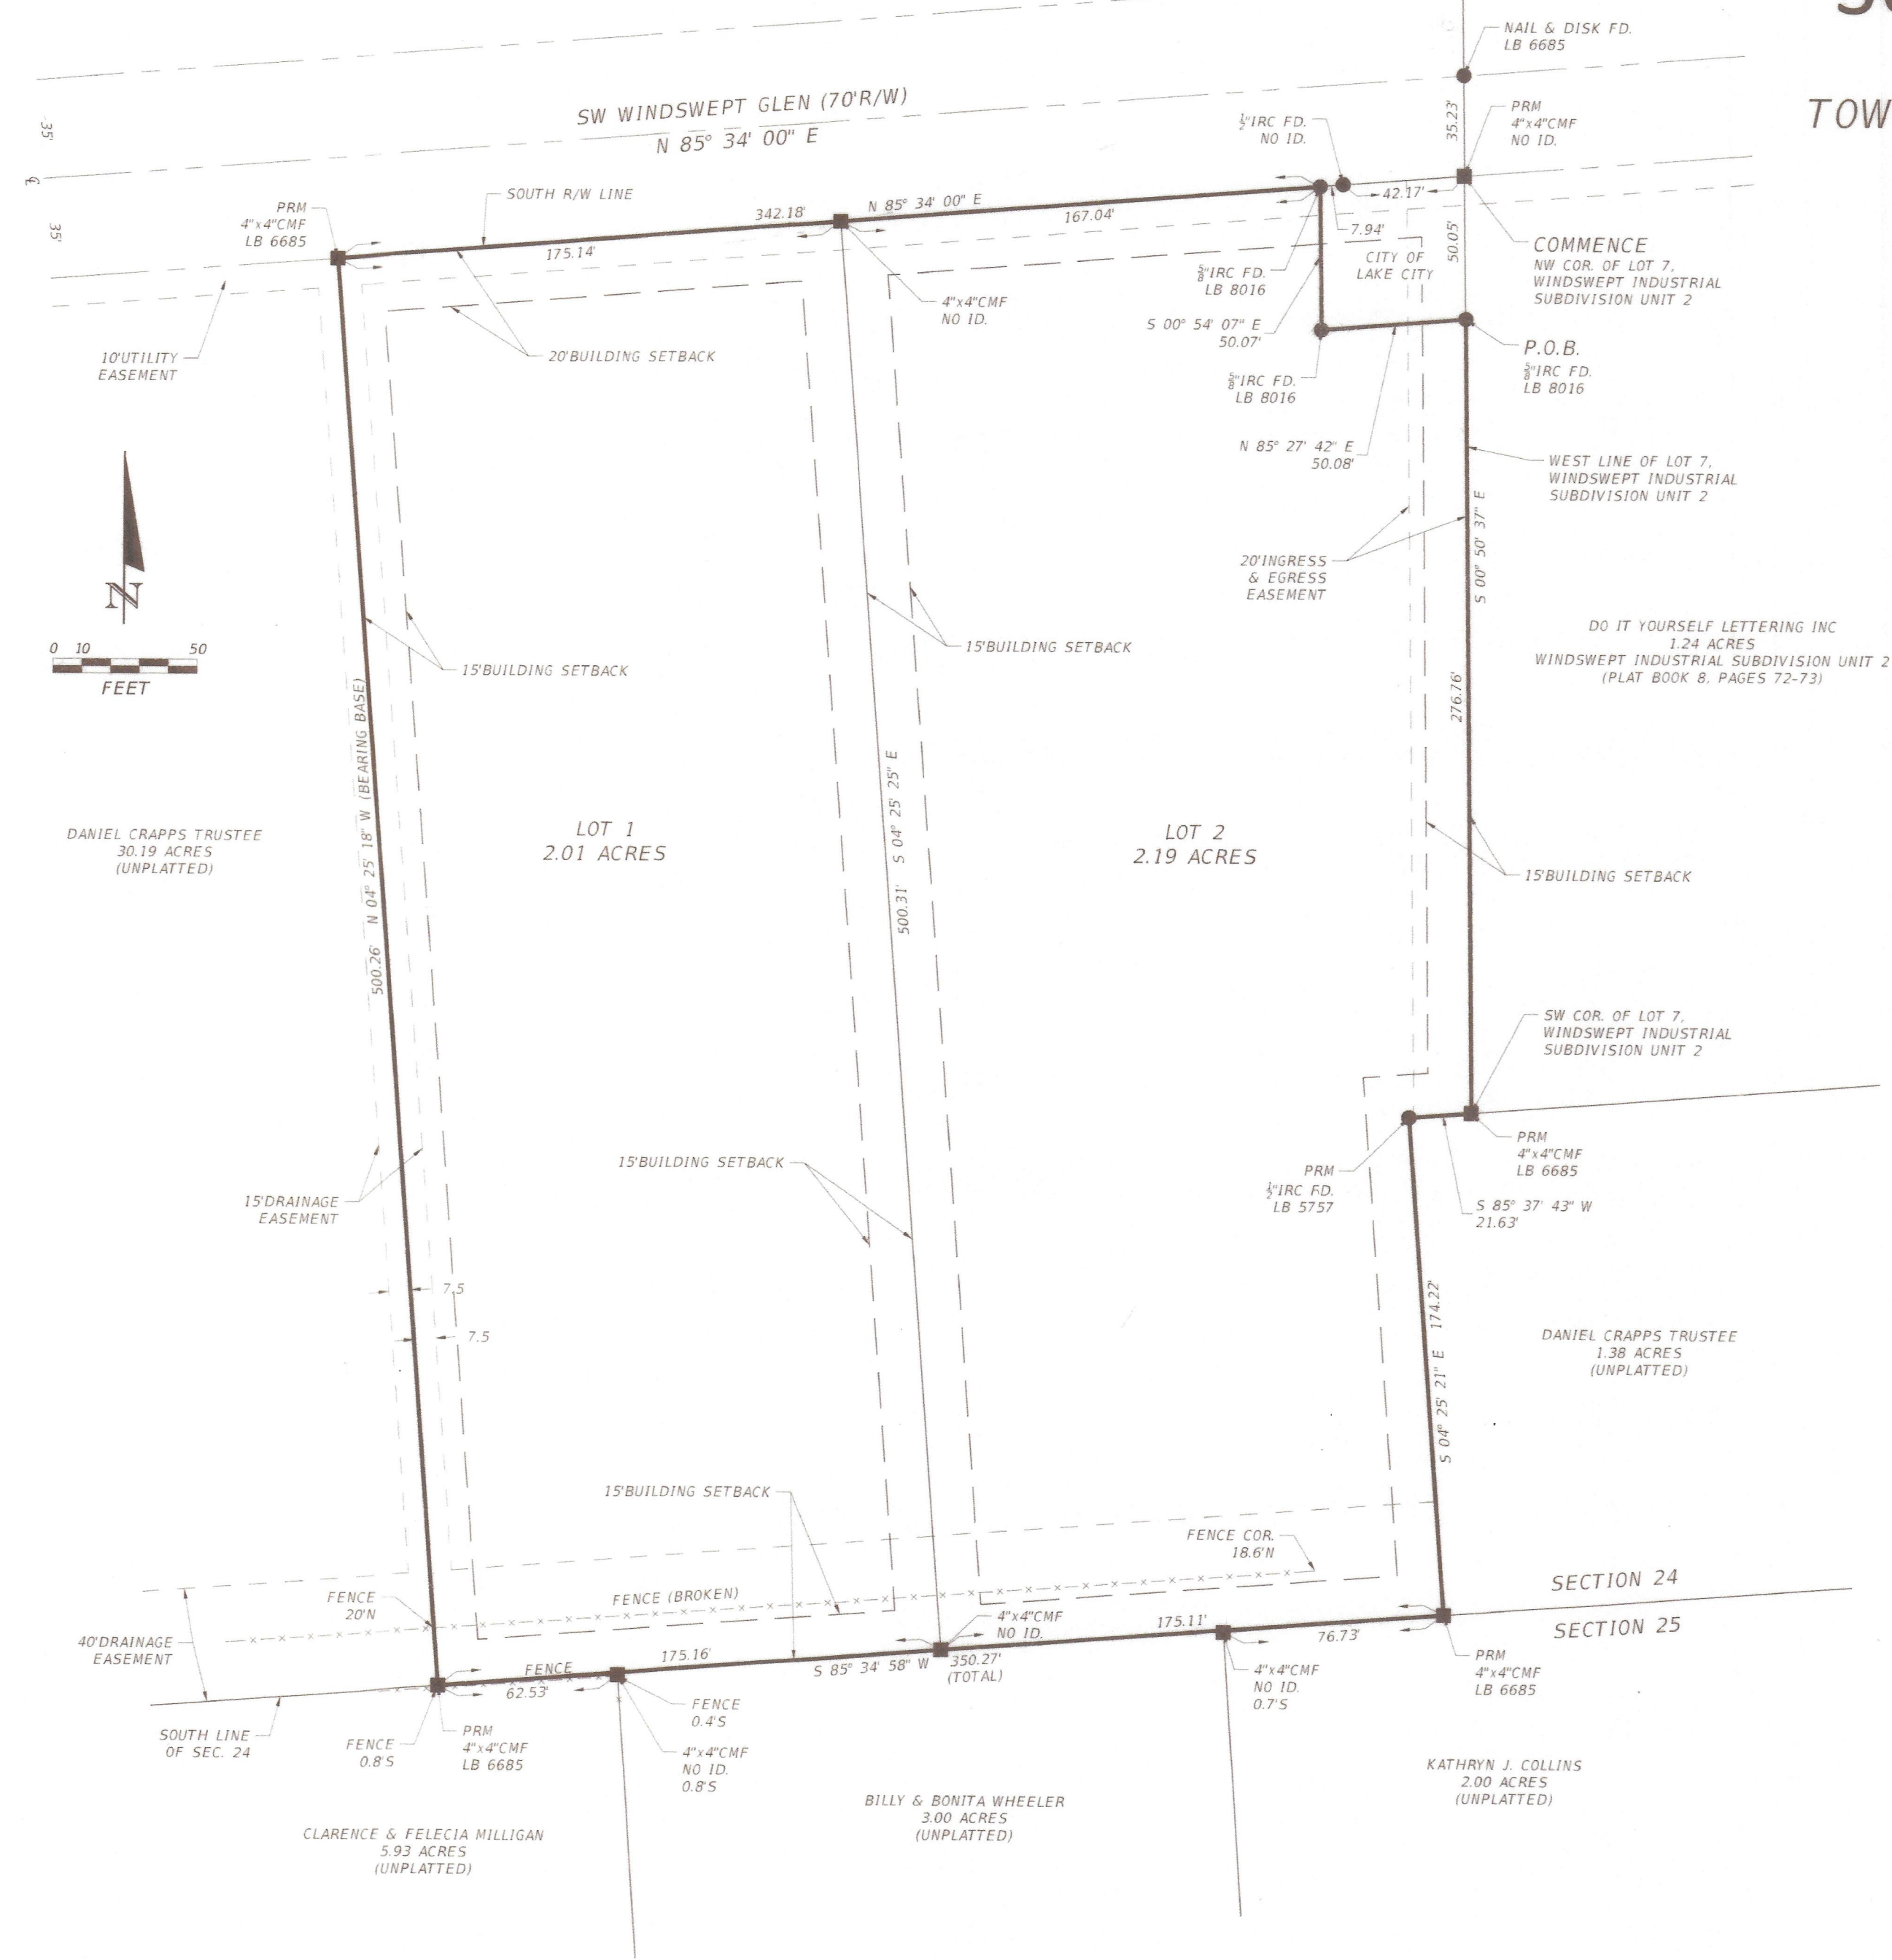 NAIL & DISK FD.
LB 6685
35.23'
PRM
4"x4"CMF
NO ID.
TOW
SW WINDSWEPT GLEN (70'R/W)
N 85° 34' 00" E
½"IRC FD.
NO ID.
35'
℄
35'
SOUTH R/W LINE
PRM
4"x4"CMF
LB 6685
342.18'
N 85° 34' 00" E
167.04'
175.14'
42.17'
7.94'
50.05'
CITY OF
LAKE CITY
COMMENCE
NW COR. OF LOT 7,
WINDSWEPT INDUSTRIAL
SUBDIVISION UNIT 2
⅝"IRC FD.
LB 8016
4"x4"CMF
NO ID.
S 00° 54' 07" E
50.07'
10'UTILITY
EASEMENT
20'BUILDING SETBACK
P.O.B.
⅝"IRC FD.
LB 8016
⅝"IRC FD.
LB 8016
N 85° 27' 42" E
50.08'
WEST LINE OF LOT 7,
WINDSWEPT INDUSTRIAL
SUBDIVISION UNIT 2
S 00° 50' 37" E
276.76'
20'INGRESS
& EGRESS
EASEMENT
N
0 10 50
FEET
15'BUILDING SETBACK
15'BUILDING SETBACK
DO IT YOURSELF LETTERING INC
1.24 ACRES
WINDSWEPT INDUSTRIAL SUBDIVISION UNIT 2
(PLAT BOOK 8, PAGES 72-73)
500.26' N 04° 25' 18" W (BEARING BASE)
500.31' S 04° 25' 25" E
DANIEL CRAPPS TRUSTEE
30.19 ACRES
(UNPLATTED)
LOT 1
2.01 ACRES
LOT 2
2.19 ACRES
15'BUILDING SETBACK
SW COR. OF LOT 7,
WINDSWEPT INDUSTRIAL
SUBDIVISION UNIT 2
PRM
4"x4"CMF
LB 6685
15'BUILDING SETBACK
PRM
½"IRC FD.
LB 5757
S 85° 37' 43" W
21.63'
15'DRAINAGE
EASEMENT
7.5
7.5
S 04° 25' 21" E 174.22'
DANIEL CRAPPS TRUSTEE
1.38 ACRES
(UNPLATTED)
15'BUILDING SETBACK
FENCE COR.
18.6'N
SECTION 24
SECTION 25
FENCE
20'N
FENCE (BROKEN)
40'DRAINAGE
EASEMENT
4"x4"CMF
NO ID.
175.11'
76.73'
175.16'
S 85° 34' 58" W
350.27'
(TOTAL)
FENCE
62.53'
4"x4"CMF
NO ID.
0.7'S
PRM
4"x4"CMF
LB 6685
SOUTH LINE
OF SEC. 24
FENCE
0.8'S
PRM
4"x4"CMF
LB 6685
FENCE
0.4'S
4"x4"CMF
NO ID.
0.8'S
KATHRYN J. COLLINS
2.00 ACRES
(UNPLATTED)
BILLY & BONITA WHEELER
3.00 ACRES
(UNPLATTED)
CLARENCE & FELECIA MILLIGAN
5.93 ACRES
(UNPLATTED)